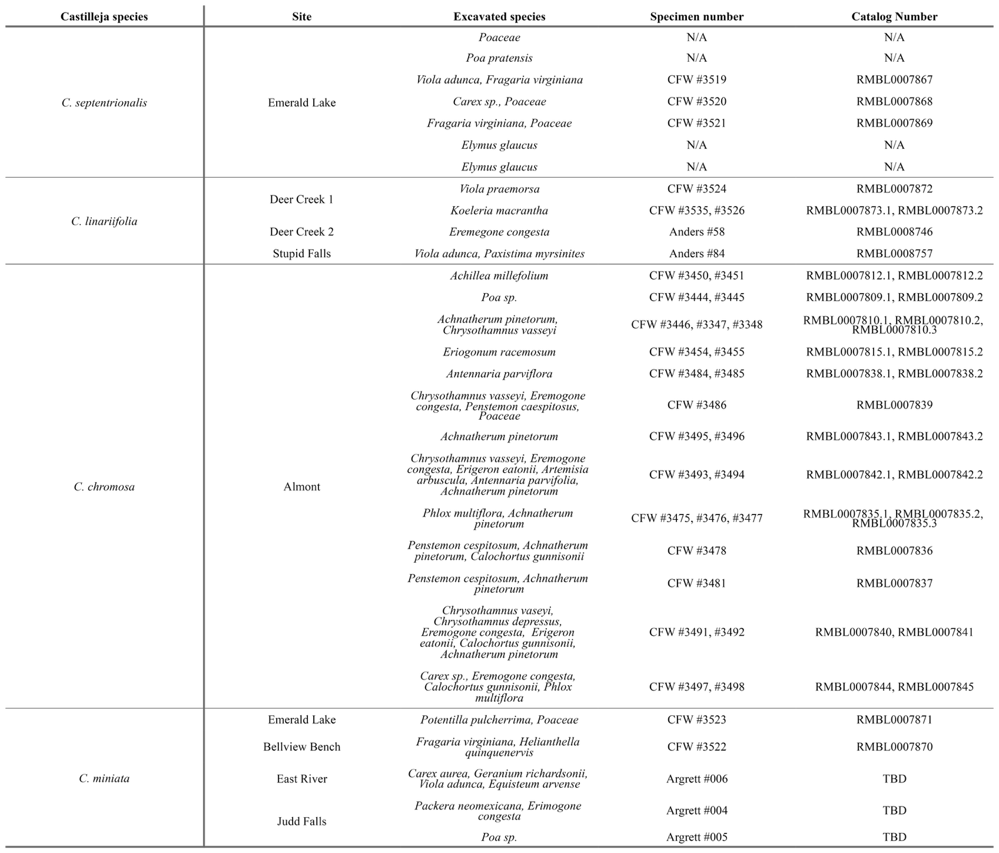 Castilleja species Site Excavated species Specimen number Catalog Number
Poaceae N/A N/A
Poa pratensis N/A N/A
Viola adunca, Fragaria virginiana CFW #3519 RMBL0007867
C. septentrionalis Emerald Lake Carex sp., Poaceae CFW #3520 RMBL0007868
Fragaria virginiana, Poaceae CFW #3521 RMBL0007869
Elymus glaucus N/A N/A
Elymus glaucus N/A N/A
C. linariifolia
Deer Creek 1
Viola praemorsa CFW #3524 RMBL0007872
Koeleria macrantha CFW #3535, #3526 RMBL0007873.1, RMBL0007873.2
Deer Creek 2 Eremegone congesta Anders #58 RMBL0008746
Stupid Falls Viola adunca, Paxistima myrsinites Anders #84 RMBL0008757
C. chromosa
Almont
Achillea millefolium CFW #3450, #3451 RMBL0007812.1, RMBL0007812.2
Poa sp. CFW #3444, #3445 RMBL0007809.1, RMBL0007809.2
Achnatherum pinetorum,
Chrysothamnus vasseyi
CFW #3446, #3347, #3348
RMBL0007810.1, RMBL0007810.2,
RMBL0007810.3
Eriogonum racemosum CFW #3454, #3455 RMBL0007815.1, RMBL0007815.2
Antennaria parviflora CFW #3484, #3485 RMBL0007838.1, RMBL0007838.2
Chrysothamnus vasseyi, Eremogone
congesta, Penstemon caespitosus,
Poaceae
CFW #3486 RMBL0007839
Achnatherum pinetorum CFW #3495, #3496 RMBL0007843.1, RMBL0007843.2
Chrysothamnus vasseyi, Eremogone
congesta, Erigeron eatonii, Artemisia
arbuscula, Antennaria parvifolia,
Achnatherum pinetorum
CFW #3493, #3494 RMBL0007842.1, RMBL0007842.2
Phlox multiflora, Achnatherum
pinetorum
CFW #3475, #3476, #3477
RMBL0007835.1, RMBL0007835.2,
RMBL0007835.3
Penstemon cespitosum, Achnatherum
pinetorum, Calochortus gunnisonii
CFW #3478 RMBL0007836
Penstemon cespitosum, Achnatherum
pinetorum
CFW #3481 RMBL0007837
Chrysothamnus vaseyi,
Chrysothamnus depressus,
Eremogone congesta, Erigeron
eatonii, Calochortus gunnisonii,
Achnatherum pinetorum
CFW #3491, #3492 RMBL0007840, RMBL0007841
Carex sp., Eremogone congesta,
Calochortus gunnisonii, Phlox
multiflora
CFW #3497, #3498 RMBL0007844, RMBL0007845
C. miniata
Emerald Lake Potentilla pulcherrima, Poaceae CFW #3523 RMBL0007871
Bellview Bench
Fragaria virginiana, Helianthella
quinquenervis
CFW #3522 RMBL0007870
East River
Carex aurea, Geranium richardsonii,
Viola adunca, Equisteum arvense
Argrett #006 TBD
Judd Falls
Packera neomexicana, Erimogone
congesta
Argrett #004 TBD
Poa sp. Argrett #005 TBD